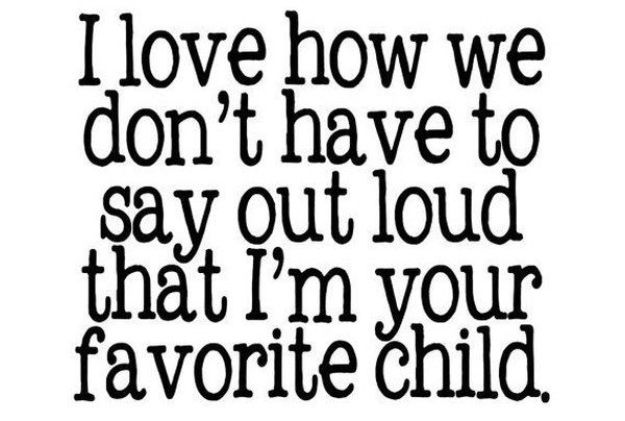 I love how we
don't have to
say out loud
that I'm your
favorite child.